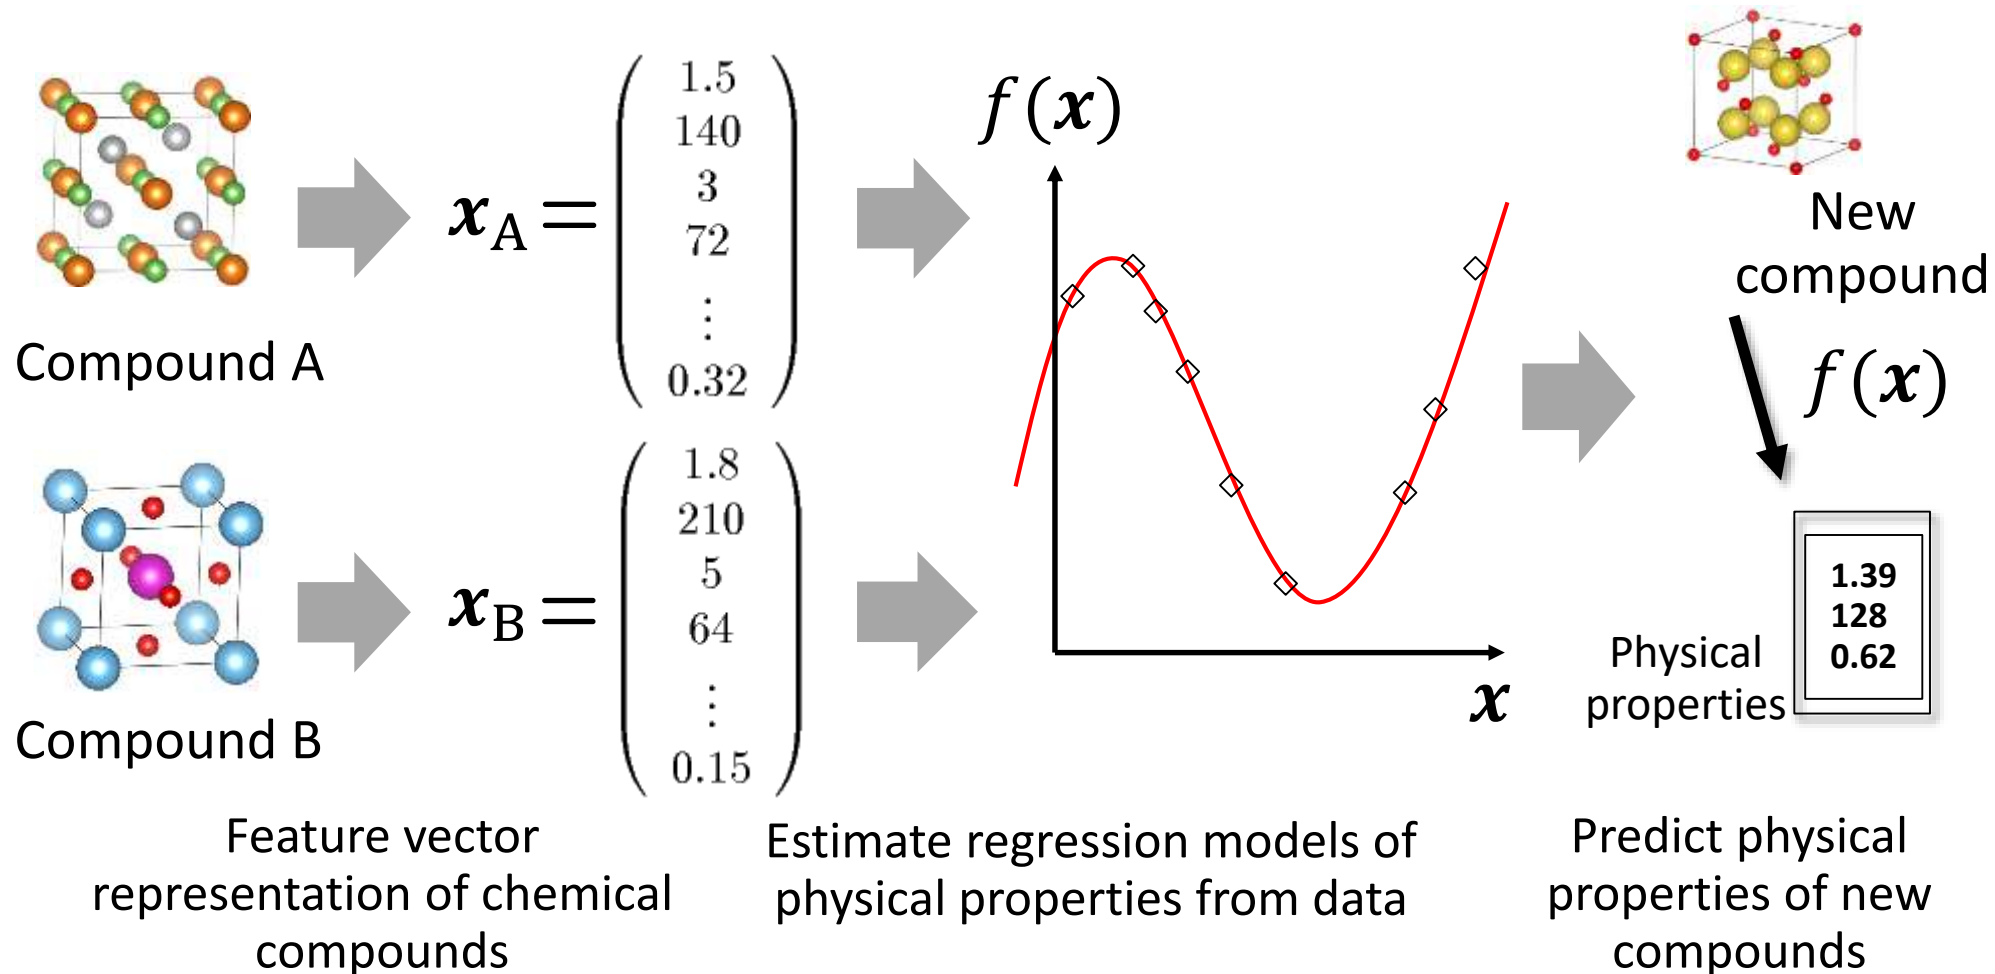 Compound A
x_A =
1.5
140
3
72
⋮
0.32
Compound B
x_B =
1.8
210
5
64
⋮
0.15
Feature vector
representation of chemical
compounds
f(x)
x
Estimate regression models of
physical properties from data
New
compound
f(x)
Physical
properties
1.39
128
0.62
Predict physical
properties of new
compounds